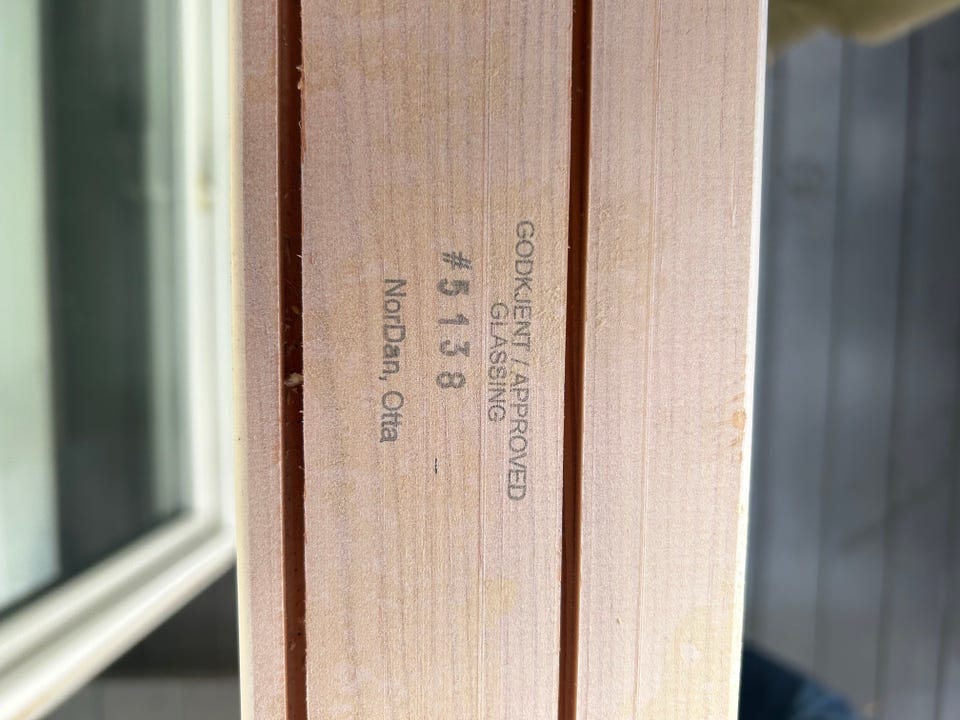 GODKJENT / APPROVED
GLASSING
#5138
NorDan, Otta